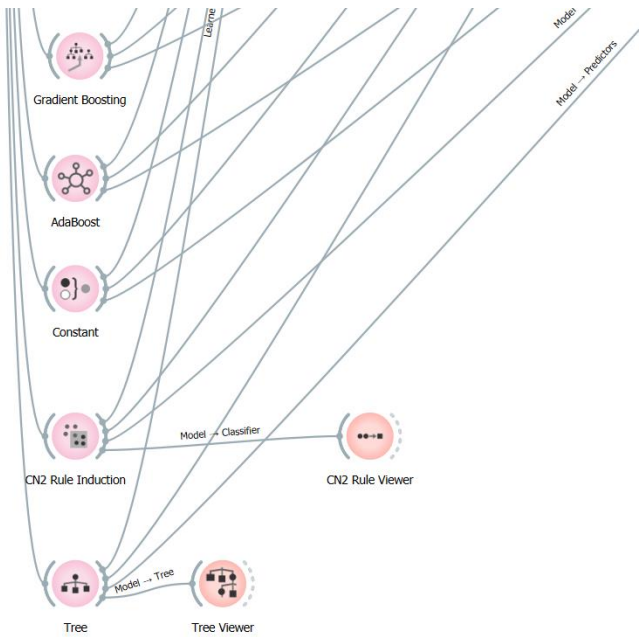 Learne
Model
Model → Predictors
Gradient Boosting
AdaBoost
Constant
Model → Classifier
CN2 Rule Induction
CN2 Rule Viewer
Model → Tree
Tree
Tree Viewer